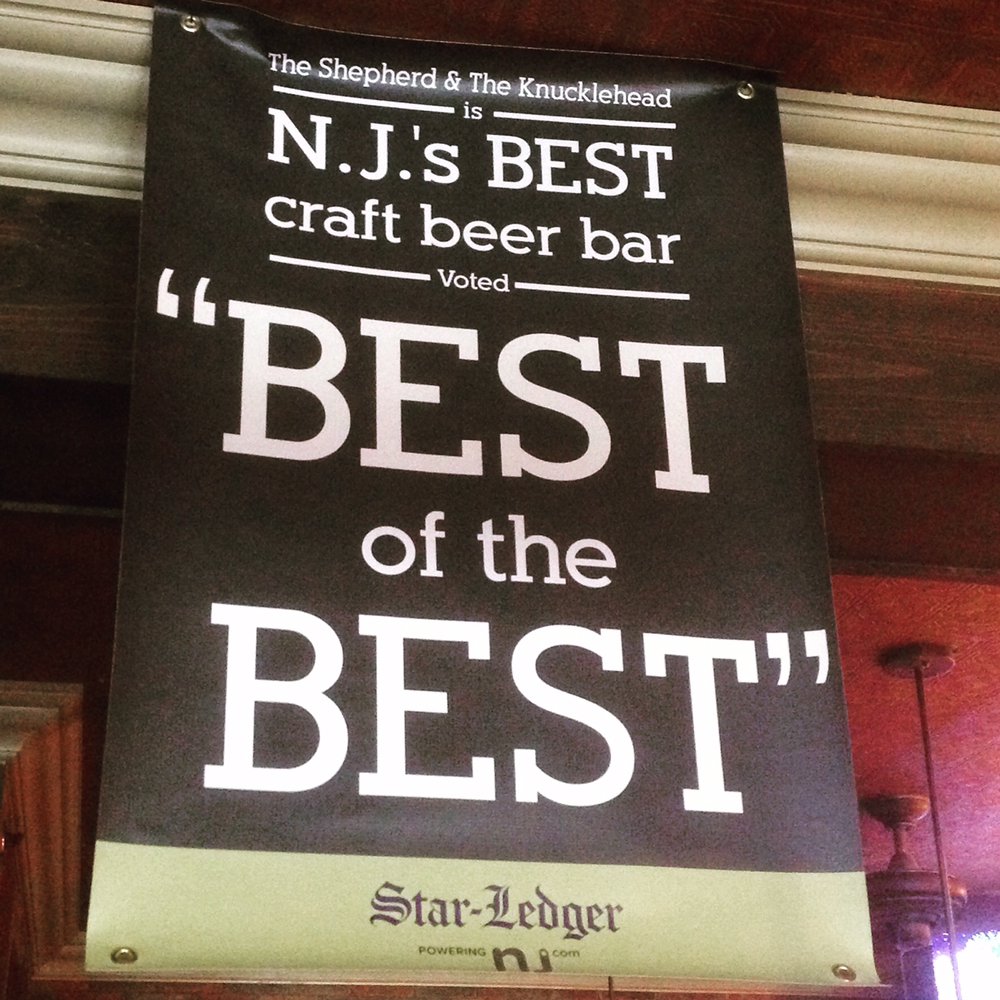 The Shepherd & The Knucklehead
is
N.J.'s BEST
craft beer bar
Voted
“BEST
of the
BEST”
Star-Ledger
POWERING nj.com